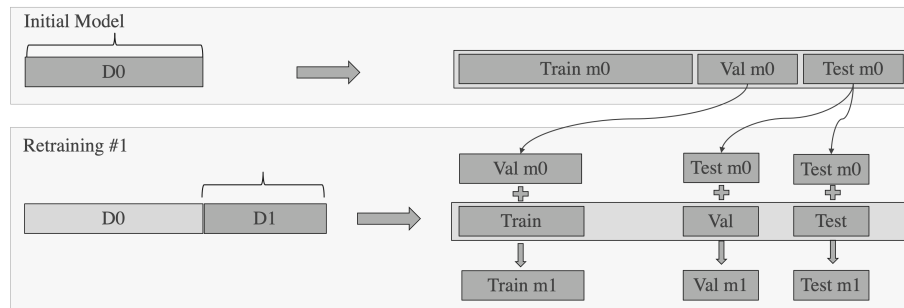 Initial Model
D0
Train m0 Val m0 Test m0
Retraining #1
Val m0 Test m0 Test m0
D0 D1
Train Val Test
Train m1 Val m1 Test m1